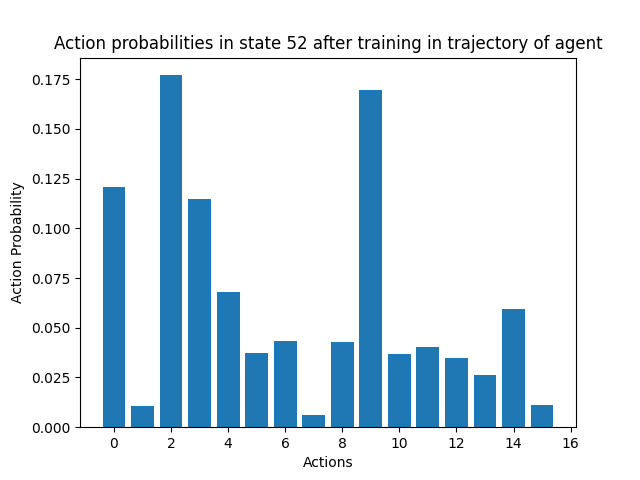 Action probabilities in state 52 after training in trajectory of agent
0.175
0.150
0.125
0.100
0.075
0.050
0.025
0.000
Action Probability
0 2 4 6 8 10 12 14 16
Actions